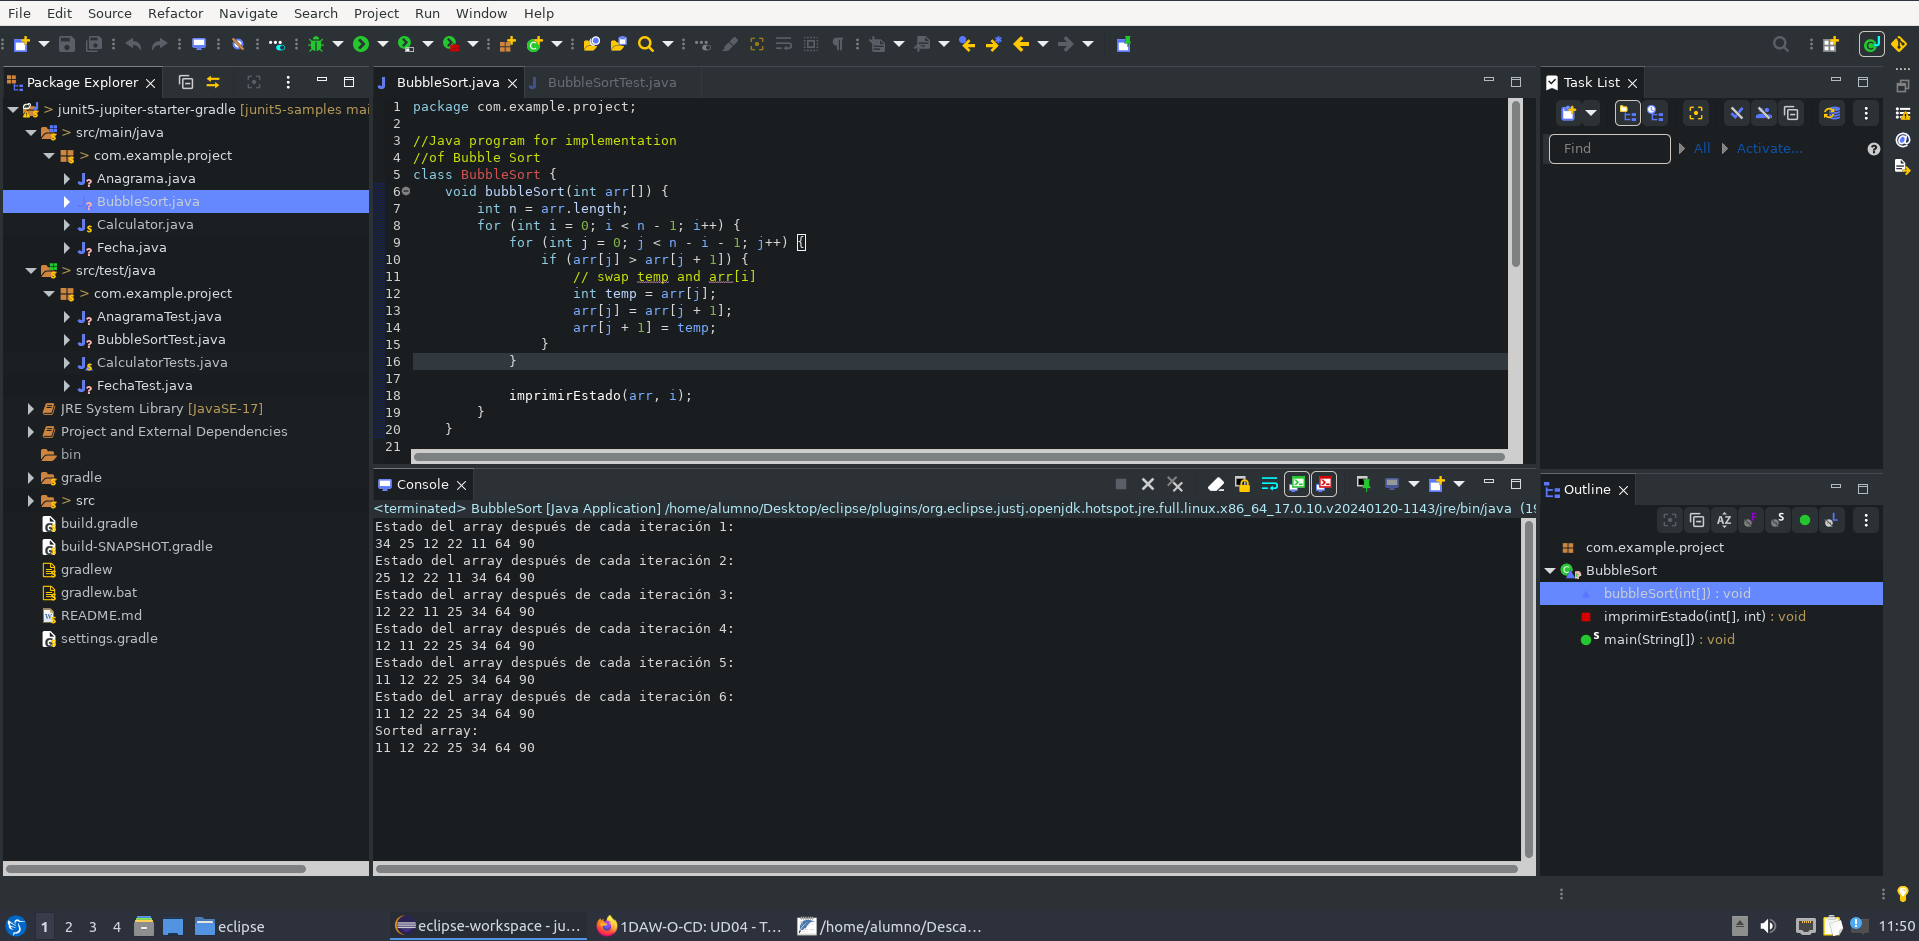 File Edit Source Refactor Navigate Search Project Run Window Help
Package Explorer
junit5-jupiter-starter-gradle [junit5-samples mai
> src/main/java
> com.example.project
Anagrama.java
BubbleSort.java
Calculator.java
Fecha.java
> src/test/java
> com.example.project
AnagramaTest.java
BubbleSortTest.java
CalculatorTests.java
FechaTest.java
JRE System Library [JavaSE-17]
Project and External Dependencies
bin
gradle
> src
build.gradle
build-SNAPSHOT.gradle
gradlew
gradlew.bat
README.md
settings.gradle
BubbleSort.java BubbleSortTest.java
1 package com.example.project;
2
3 //Java program for implementation
4 //of Bubble Sort
5 class BubbleSort {
6 void bubbleSort(int arr[]) {
7 int n = arr.length;
8 for (int i = 0; i < n - 1; i++) {
9 for (int j = 0; j < n - i - 1; j++) {
10 if (arr[j] > arr[j + 1]) {
11 // swap temp and arr[i]
12 int temp = arr[j];
13 arr[j] = arr[j + 1];
14 arr[j + 1] = temp;
15 }
16 }
17
18 imprimirEstado(arr, i);
19 }
20 }
21
Console
<terminated> BubbleSort [Java Application] /home/alumno/Desktop/eclipse/plugins/org.eclipse.justj.openjdk.hotspot.jre.full.linux.x86_64_17.0.10.v20240120-1143/jre/bin/java (19
Estado del array después de cada iteración 1:
34 25 12 22 11 64 90
Estado del array después de cada iteración 2:
25 12 22 11 34 64 90
Estado del array después de cada iteración 3:
12 22 11 25 34 64 90
Estado del array después de cada iteración 4:
12 11 22 25 34 64 90
Estado del array después de cada iteración 5:
11 12 22 25 34 64 90
Estado del array después de cada iteración 6:
11 12 22 25 34 64 90
Sorted array:
11 12 22 25 34 64 90
Task List
Find All Activate...
Outline
com.example.project
BubbleSort
bubbleSort(int[]) : void
imprimirEstado(int[], int) : void
main(String[]) : void
1 2 3 4 eclipse eclipse-workspace - ju... 1DAW-O-CD: UD04 - T... /home/alumno/Desca... 11:50